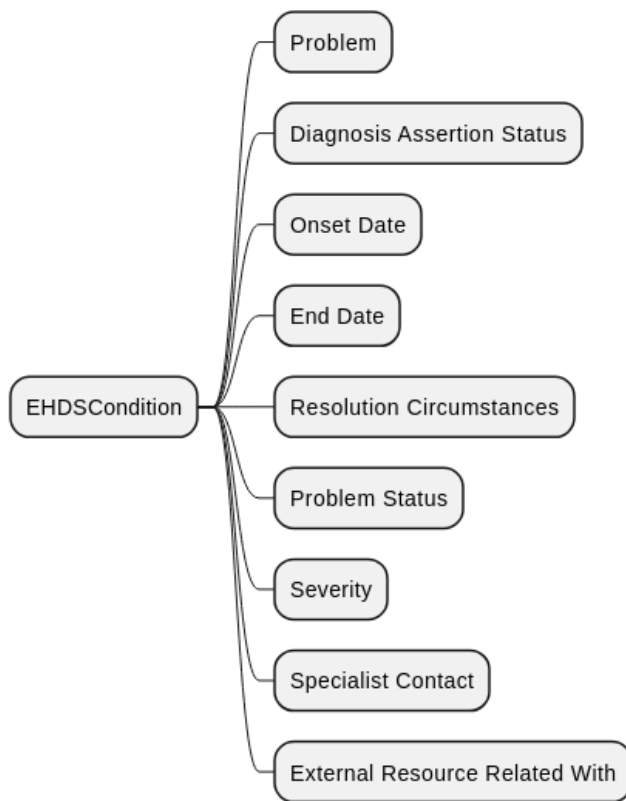 Problem
Diagnosis Assertion Status
Onset Date
End Date
EHDSCondition
Resolution Circumstances
Problem Status
Severity
Specialist Contact
External Resource Related With